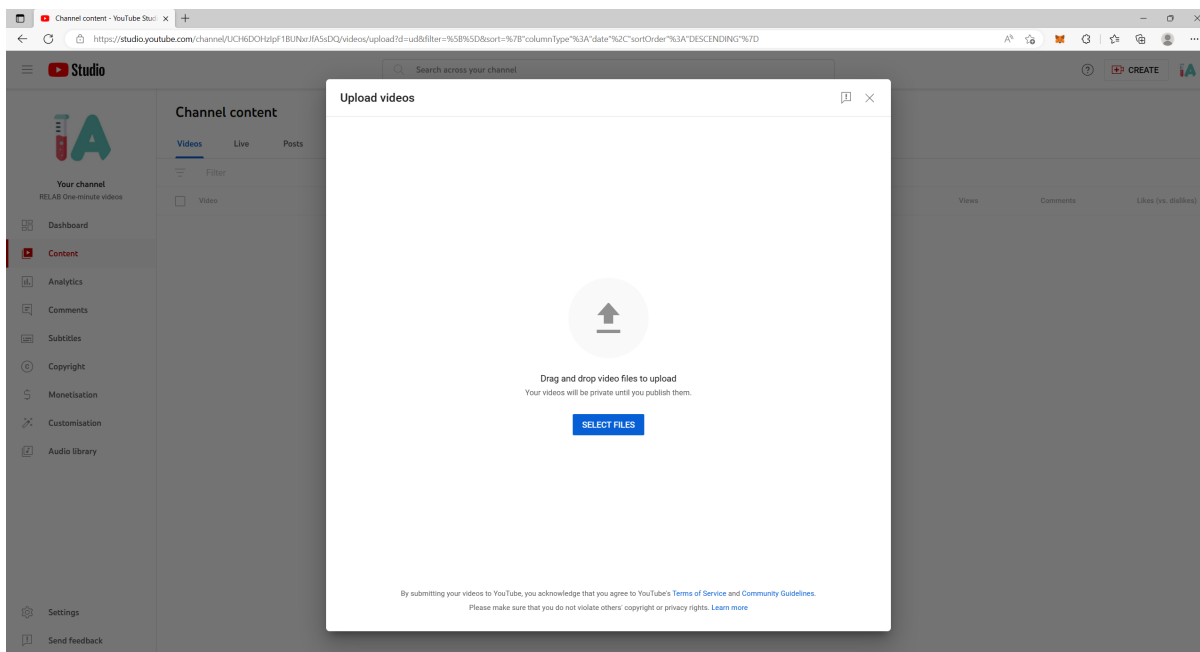 Channel content - YouTube Stud
https://studio.youtube.com/channel/UCH6DOHzIpF1BUNxrJfA5sDQ/videos/upload?d=ud&filter=%5B%5D&sort=%7B"columnType"%3A"date"%2C"sortOrder"%3A"DESCENDING"%7D
Studio
Search across your channel
CREATE
Upload videos
Your channel
RELAB One-minute videos
Dashboard
Content
Analytics
Comments
Subtitles
Copyright
Monetisation
Customisation
Audio library
Settings
Send feedback
Channel content
Videos Live Posts
Filter
Video Views Comments Likes (vs. dislikes)
Drag and drop video files to upload
Your videos will be private until you publish them.
SELECT FILES
By submitting your videos to YouTube, you acknowledge that you agree to YouTube's Terms of Service and Community Guidelines.
Please make sure that you do not violate others' copyright or privacy rights. Learn more